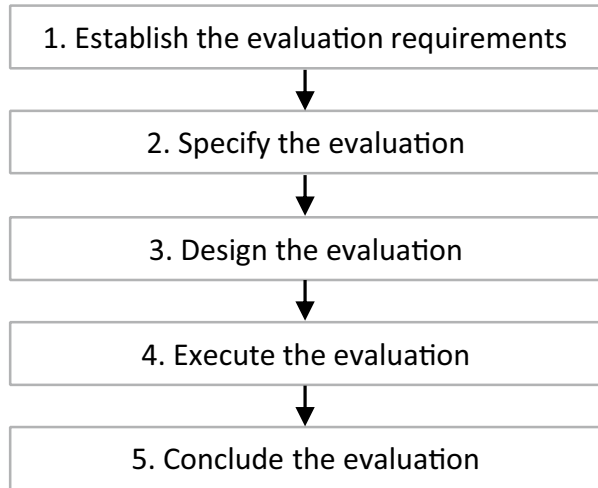 1. Establish the evaluation requirements
2. Specify the evaluation
3. Design the evaluation
4. Execute the evaluation
5. Conclude the evaluation